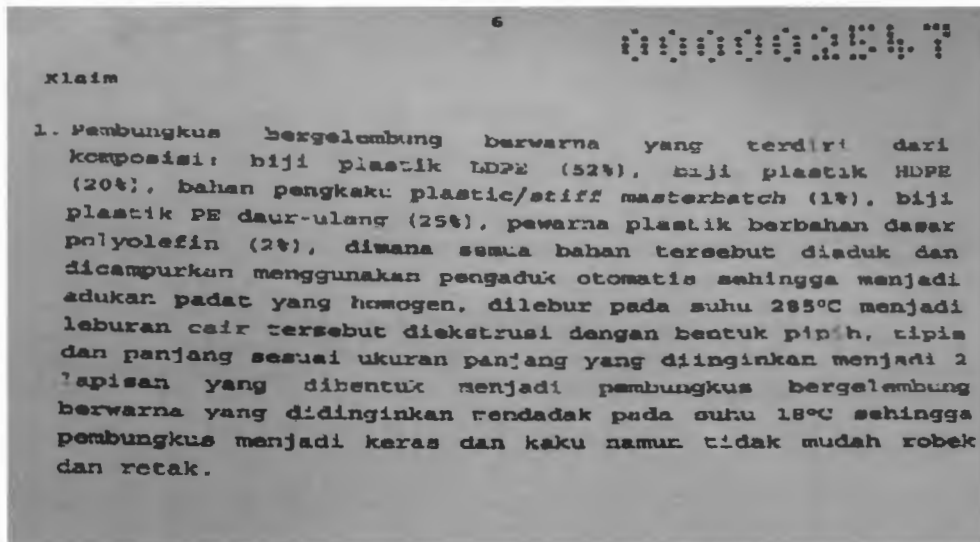 6
000002567
Klaim
1. Pembungkus bergelombung berwarna yang terdiri dari
komposisi: biji plastik LDPE (52%), biji plastik HDPE
(20%), bahan pengkaku plastic/stiff masterbatch (1%), biji
plastik PE daur-ulang (25%), pewarna plastik berbahan dasar
polyolefin (2%), dimana semua bahan tersebut diaduk dan
dicampurkan menggunakan pengaduk otomatis sehingga menjadi
adukan padat yang homogen, dilebur pada suhu 285°C menjadi
leburan cair tersebut diekstrusi dengan bentuk pipih, tipis
dan panjang sesuai ukuran panjang yang diinginkan menjadi 2
lapisan yang dibentuk menjadi pembungkus bergelembung
berwarna yang didinginkan mendadak pada suhu 18°C sehingga
pembungkus menjadi keras dan kaku namun tidak mudah robek
dan retak.